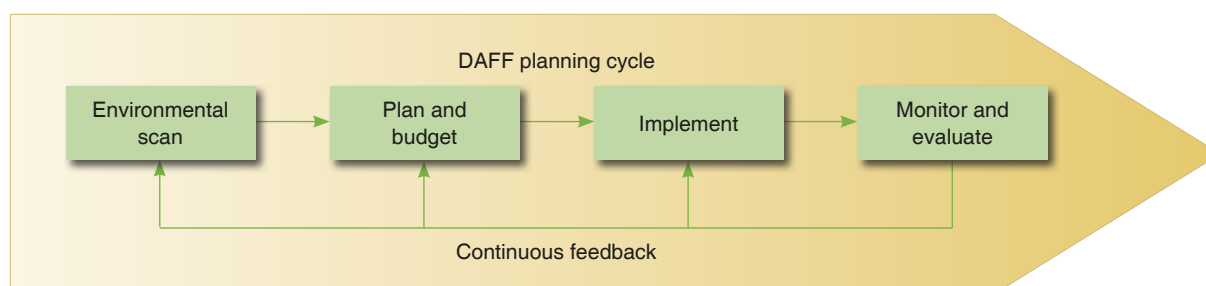 DAFF planning cycle
Environmental
scan
Plan and
budget
Implement
Monitor and
evaluate
Continuous feedback